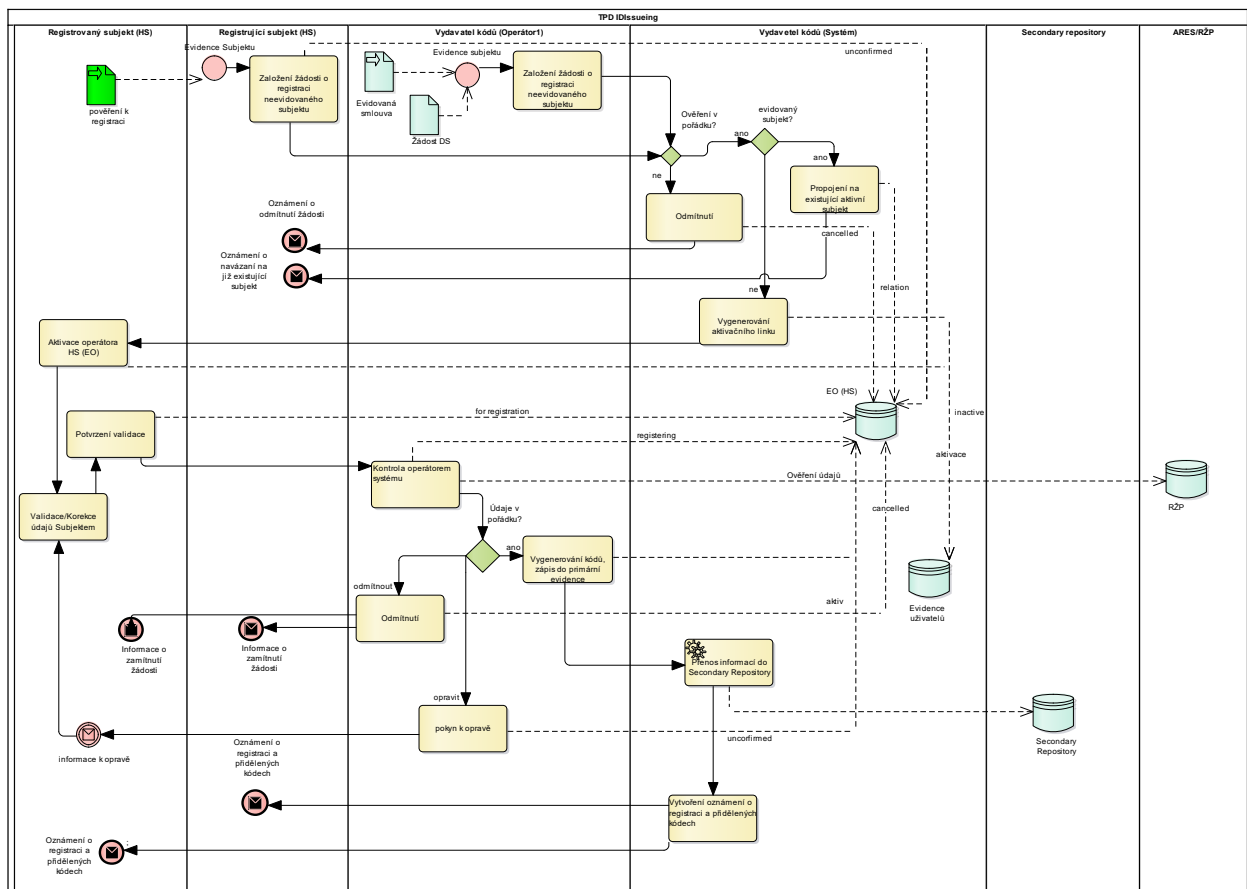 TPD IDIssueing
Registrovaný subjekt (HS)
Registrující subjekt (HS)
Vydavatel kódů (Operátor1)
Vydavetel kódů (Systém)
Secondary repository
ARES/RŽP
Evidence Subjektu
Evidence subjektu
unconfirmed
Založení žádosti o
registraci
neevidovaného
subjektu
Založení žádosti o
registraci
neevidovaného
subjektu
pověření k
registraci
Evidovaná
smlouva
Žádost DS
Ověření v
pořádku?
evidovaný
subjekt?
ano
ano
ne
Propojení na
existující aktivní
subjekt
Odmítnutí
cancelled
Oznámení o
odmítnutí žádosti
Oznámení o
navázaní na
již existující
subjekt
relation
ne
Vygenerování
aktivačního linku
Aktivace operátora
HS (EO)
EO (HS)
inactive
for registration
Potvrzení validace
registering
aktivace
Kontrola operátorem
systému
Ověření údajů
RŽP
Validace/Korekce
údajů Subjektem
Údaje v
pořádku?
cancelled
ano
Vygenerování kódů,
zápis do primární
evidence
odmítnout
Odmítnutí
aktiv
Evidence
uživatelů
Informace o
zamítnutí
žádosti
Informace o
zamítnutí
žádosti
Přenos informací do
Secondary Repository
opravit
pokyn k opravě
unconfirmed
informace k opravě
Secondary
Repository
Oznámení o
registraci a
přidělených
kódech
Vytvoření oznámení o
registraci a přidělených
kódech
Oznámení o
registraci a
přidělených
kódech
: